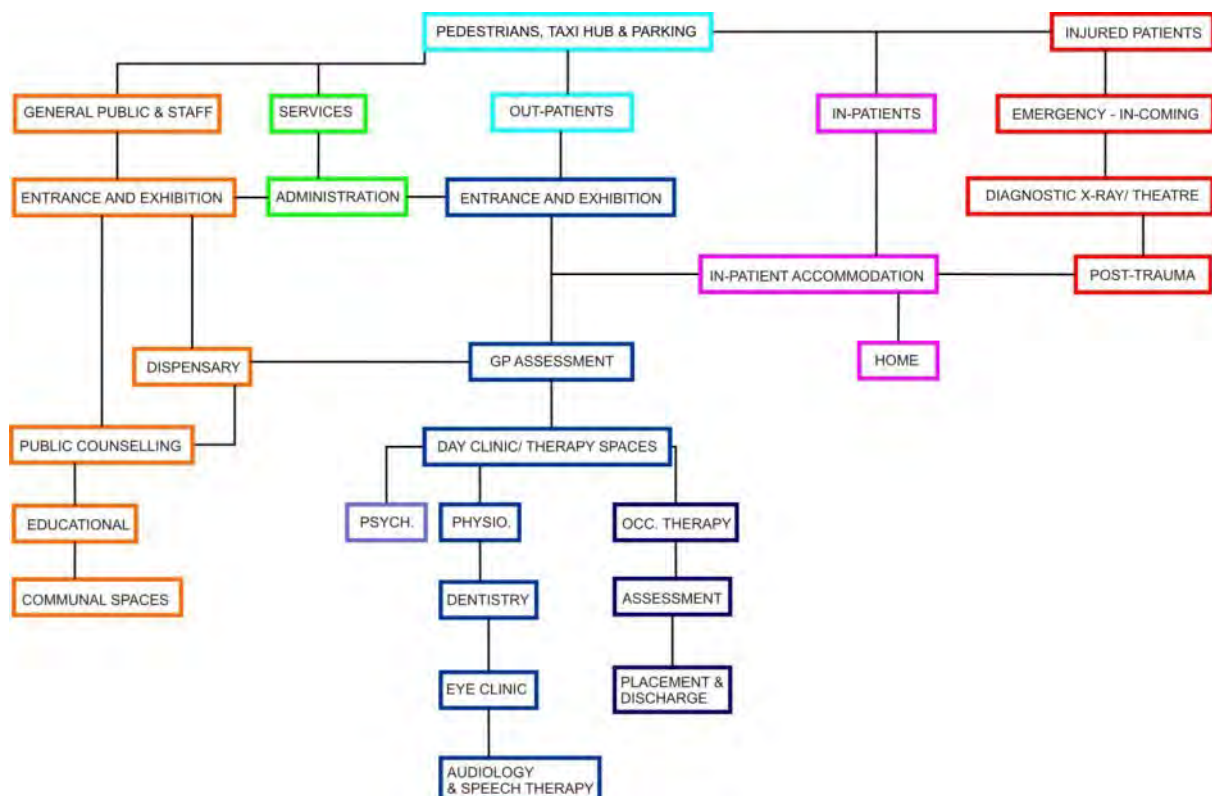 PEDESTRIANS, TAXI HUB & PARKING
INJURED PATIENTS
GENERAL PUBLIC & STAFF
SERVICES
OUT-PATIENTS
IN-PATIENTS
EMERGENCY - IN-COMING
ENTRANCE AND EXHIBITION
ADMINISTRATION
ENTRANCE AND EXHIBITION
DIAGNOSTIC X-RAY/ THEATRE
IN-PATIENT ACCOMMODATION
POST-TRAUMA
DISPENSARY
GP ASSESSMENT
HOME
PUBLIC COUNSELLING
DAY CLINIC/ THERAPY SPACES
EDUCATIONAL
PSYCH.
PHYSIO.
OCC. THERAPY
COMMUNAL SPACES
DENTISTRY
ASSESSMENT
EYE CLINIC
PLACEMENT &
DISCHARGE
AUDIOLOGY
& SPEECH THERAPY